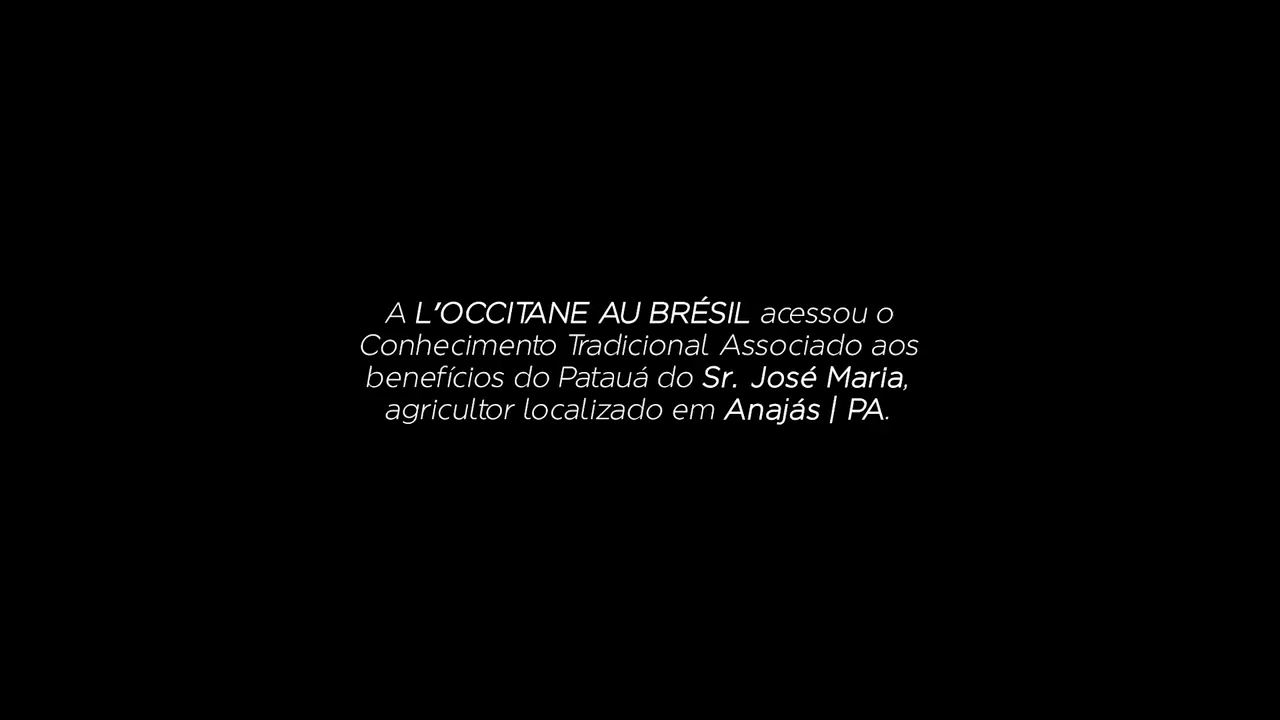 A L'OCCITANE AU BRÉSIL acessou o
Conhecimento Tradicional Associado aos
benefícios do Patauá do Sr. José Maria,
agricultor localizado em Anajás | PA.